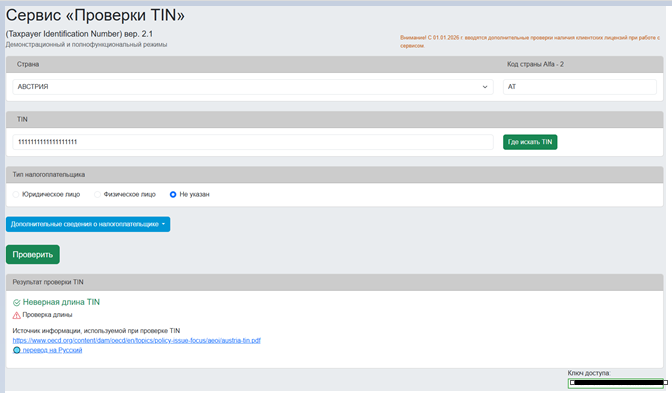 Сервис «Проверки TIN»
(Taxpayer Identification Number) вер. 2.1
Демонстрационный и полнофункциональный режимы
Внимание! С 01.01.2026 г. вводятся дополнительные проверки наличия клиентских лицензий при работе с
сервисом.
Страна
Код страны Alfa - 2
АВСТРИЯ
AT
TIN
1111111111111111111
Где искать TIN
Тип налогоплательщика
Юридическое лицо
Физическое лицо
Не указан
Дополнительные сведения о налогоплательщике
Проверить
Результат проверки TIN
Неверная длина TIN
Проверка длины
Источник информации, используемой при проверке TIN
https://www.oecd.org/content/dam/oecd/en/topics/policy-issue-focus/aeoi/austria-tin.pdf
перевод на Русский
Ключ доступа: